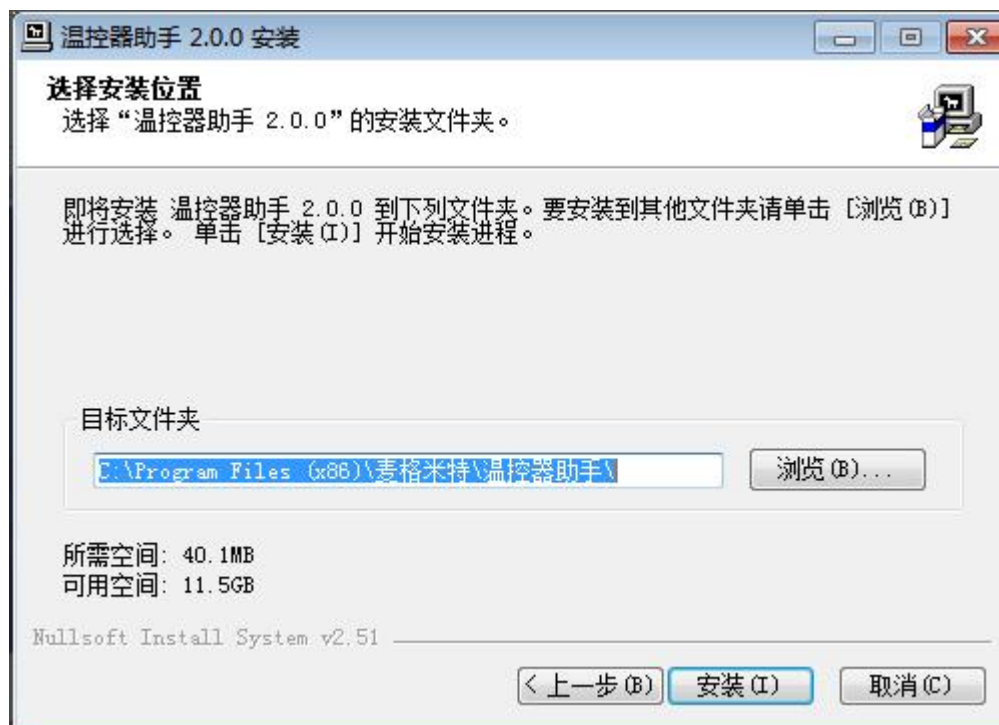 温控器助手 2.0.0 安装
选择安装位置
选择“温控器助手 2.0.0”的安装文件夹。
即将安装 温控器助手 2.0.0 到下列文件夹。要安装到其他文件夹请单击 [浏览(B)]
进行选择。 单击 [安装(I)] 开始安装进程。
目标文件夹
C:\Program Files (x86)\麦格米特\温控器助手\
浏览(B)...
所需空间: 40.1MB
可用空间: 11.5GB
Nullsoft Install System v2.51
< 上一步(B)
安装(I)
取消(C)